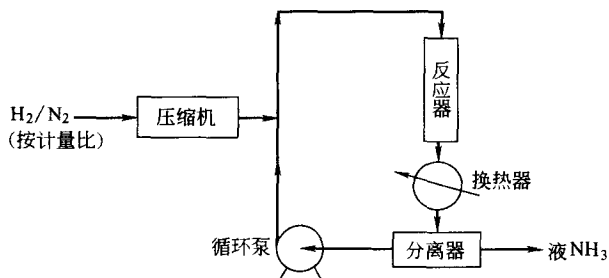 H₂/N₂
(按计量比)
压缩机
反应器
换热器
循环泵
分离器
液NH₃